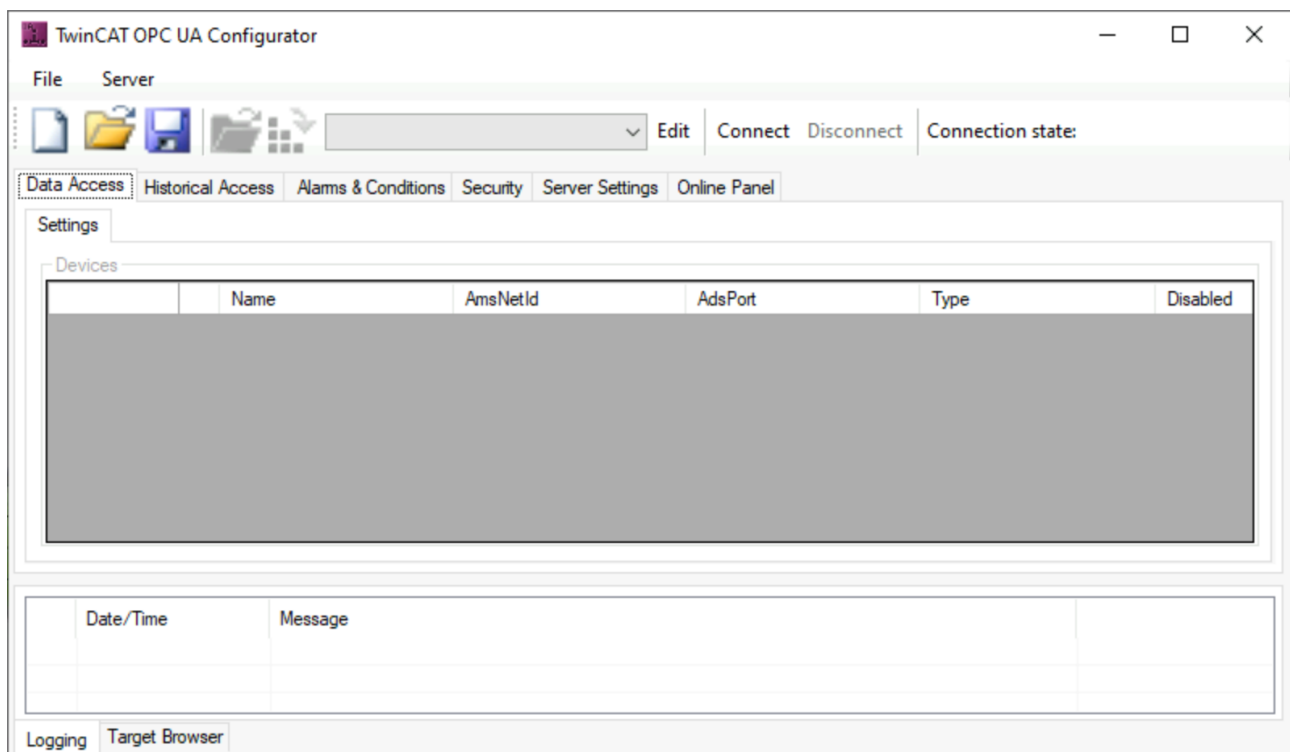 TwinCAT OPC UA Configurator
File Server
Edit Connect Disconnect Connection state:
Data Access Historical Access Alarms & Conditions Security Server Settings Online Panel
Settings
Devices
Name AmsNetId AdsPort Type Disabled
Date/Time Message
Logging Target Browser